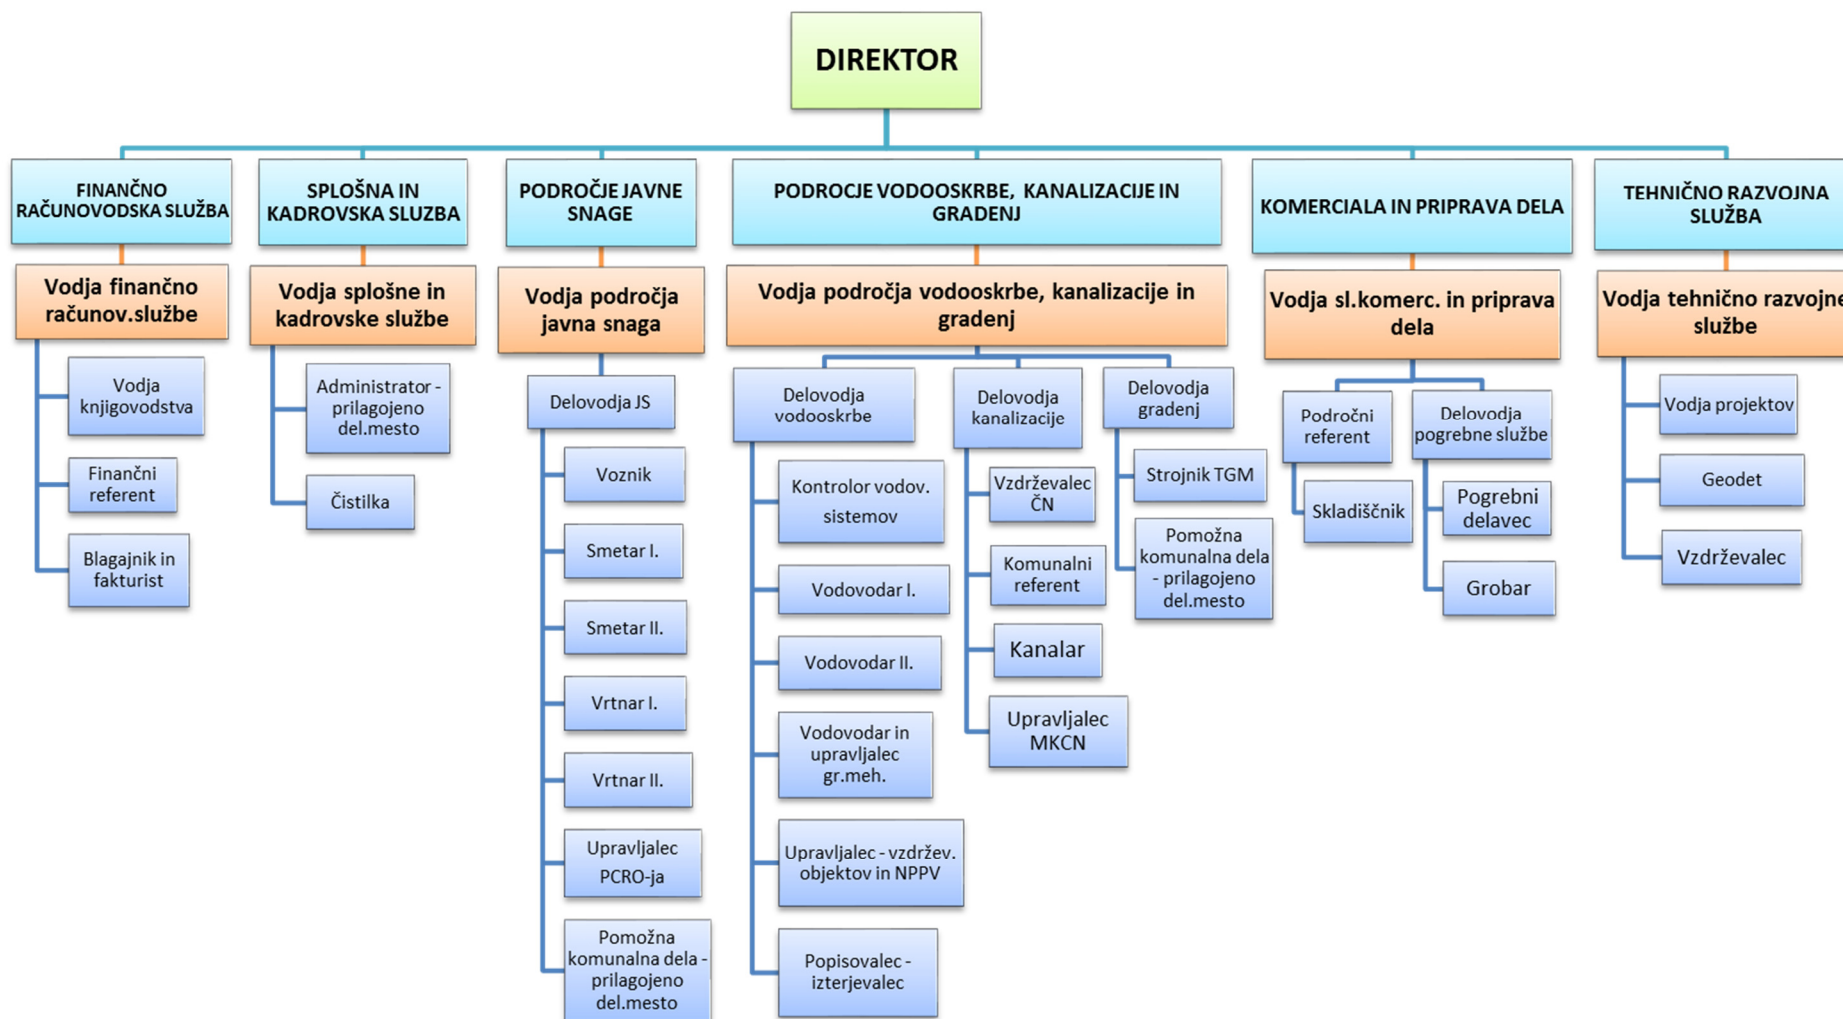 DIREKTOR
FINANČNO
RAČUNOVODSKA SLUŽBA
Vodja finančno
računov.službe
Vodja
knjigovodstva
Finančni
referent
Blagajnik in
fakturist
SPLOŠNA IN
KADROVSKA SLUZBA
Vodja splošne in
kadrovske službe
Administrator -
prilagojeno
del.mesto
Čistilka
PODROČJE JAVNE
SNAGE
Vodja področja
javna snaga
Delovodja JS
Voznik
Smetar I.
Smetar II.
Vrtnar I.
Vrtnar II.
Upravljalec
PCRO-ja
Pomožna
komunalna dela -
prilagojeno
del.mesto
PODROCJE VODOOSKRBE, KANALIZACIJE IN
GRADENJ
Vodja področja vodooskrbe, kanalizacije in
gradenj
Delovodja
vodooskrbe
Kontrolor vodov.
sistemov
Vodovodar I.
Vodovodar II.
Vodovodar in
upravljalec
gr.meh.
Upravljalec - vzdržev.
objektov in NPPV
Popisovalec -
izterjevalec
Delovodja
kanalizacije
Vzdrževalec
ČN
Komunalni
referent
Kanalar
Upravljalec
MKCN
Delovodja
gradenj
Strojnik TGM
Pomožna
komunalna dela
- prilagojeno
del.mesto
KOMERCIALA IN PRIPRAVA DELA
Vodja sl.komerc. in priprava
dela
Področni
referent
Skladiščnik
Delovodja
pogrebne službe
Pogrebni
delavec
Grobar
TEHNIČNO RAZVOJNA
SLUŽBA
Vodja tehnično razvojne
službe
Vodja projektov
Geodet
Vzdrževalec